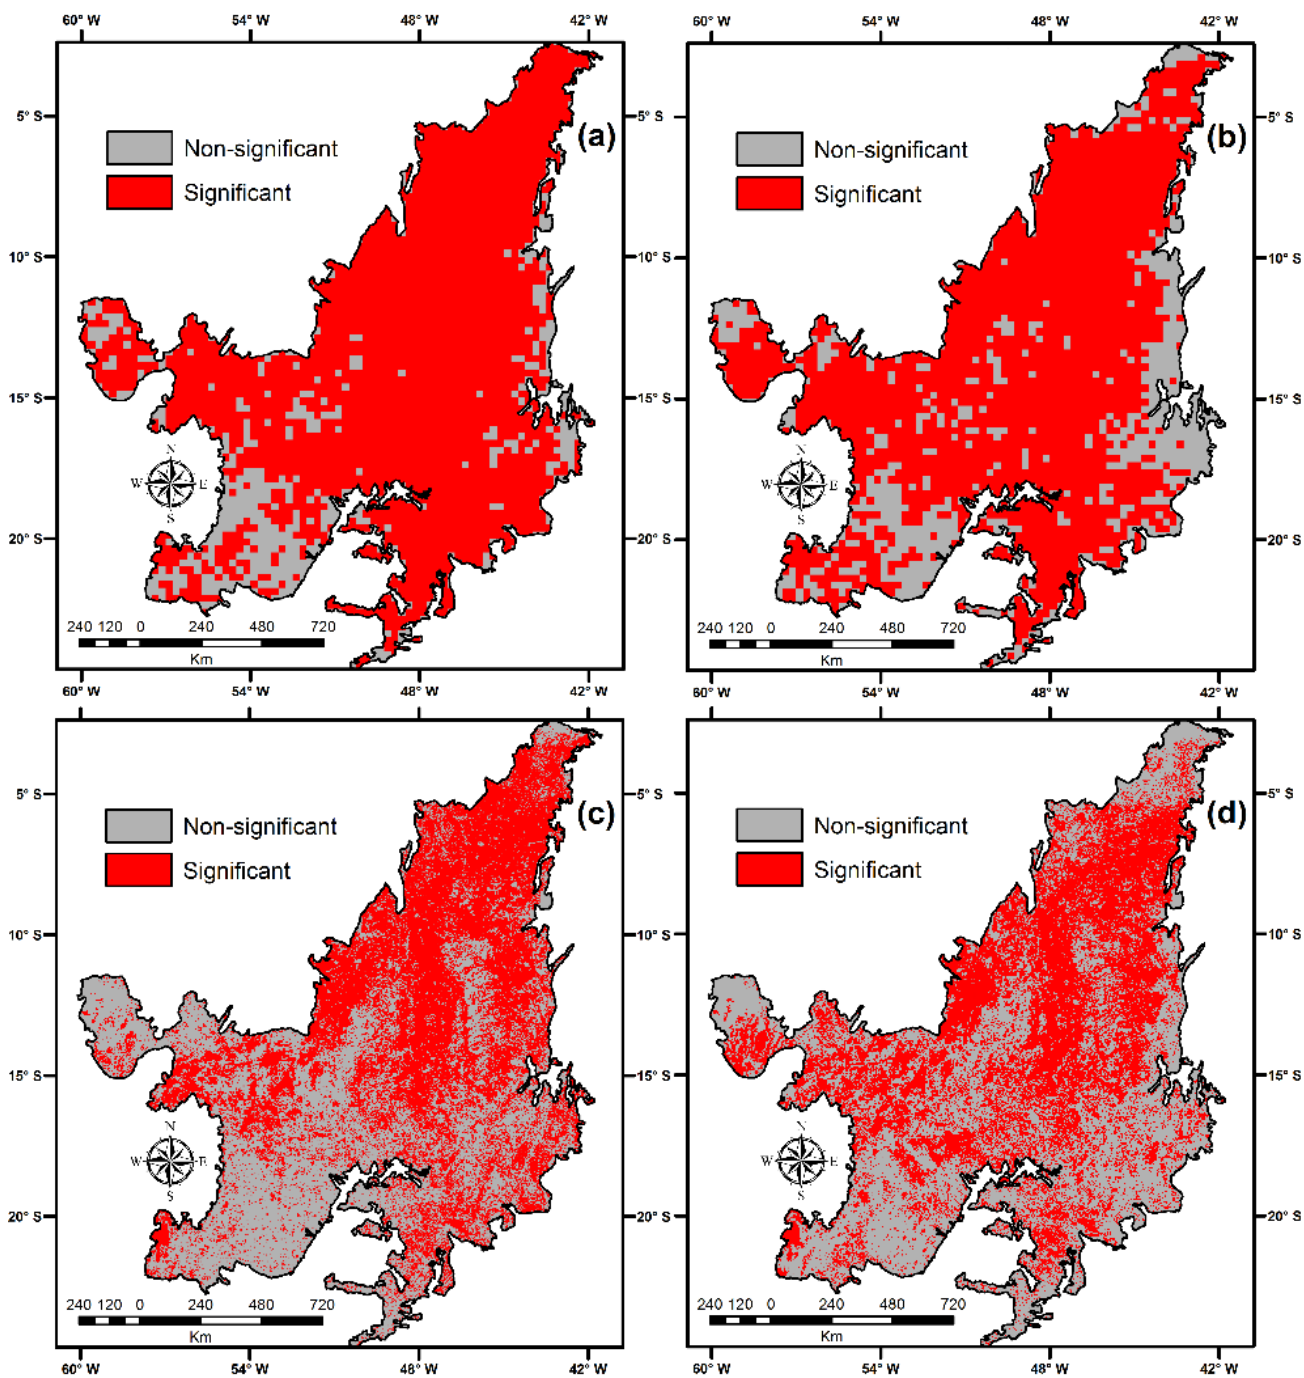 60° W 54° W 48° W 42° W 60° W 54° W 48° W 42° W
5° S (a) (b) 5° S
Non-significant Non-significant
Significant Significant
10° S 10° S
15° S 15° S
N N
W E W E
S S
20° S 20° S
240 120 0 240 480 720 240 120 0 240 480 720
Km Km
60° W 54° W 48° W 42° W 60° W 54° W 48° W 42° W
5° S (c) (d) 5° S
Non-significant Non-significant
Significant Significant
10° S 10° S
15° S 15° S
N N
W E W E
S S
20° S 20° S
240 120 0 240 480 720 240 120 0 240 480 720
Km Km
60° W 54° W 48° W 42° W 60° W 54° W 48° W 42° W